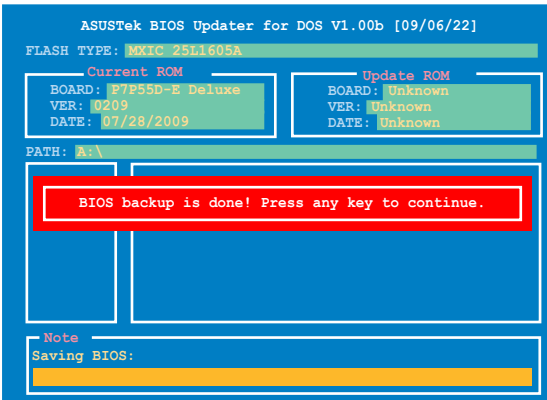 ASUSTek BIOS Updater for DOS V1.00b [09/06/22]
FLASH TYPE: MXIC 25L1605A
Current ROM
BOARD: P7P55D-E Deluxe
VER: 0209
DATE: 07/28/2009
Update ROM
BOARD: Unknown
VER: Unknown
DATE: Unknown
PATH: A:\
BIOS backup is done! Press any key to continue.
Note
Saving BIOS: